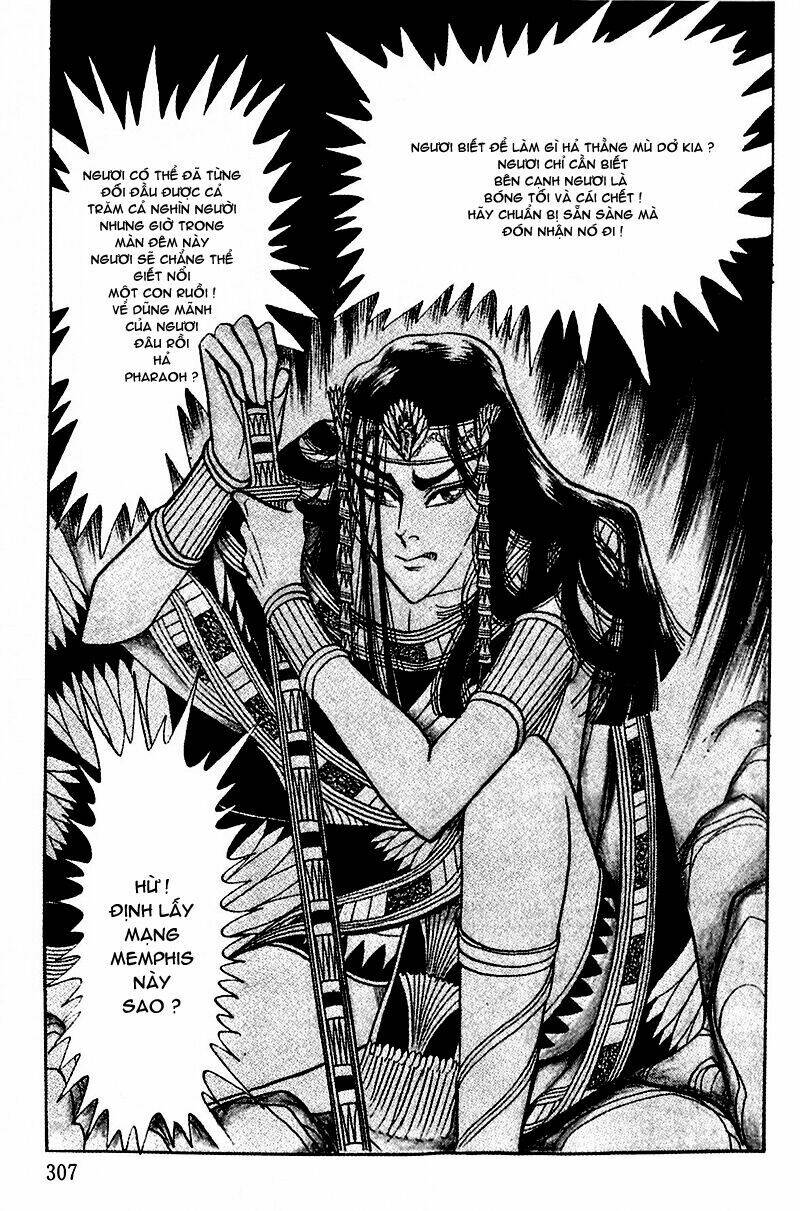 NGƯƠI BIẾT ĐỂ LÀM GÌ HẢ THẰNG MÙ DỞ KIA ?
NGƯƠI CHỈ CẦN BIẾT
BÊN CẠNH NGƯƠI LÀ
BÓNG TỐI VÀ CÁI CHẾT !
HÃY CHUẨN BỊ SẴN SÀNG MÀ
ĐÓN NHẬN NÓ ĐI !
NGƯƠI CÓ THỂ ĐÃ TỪNG
ĐỐI ĐẦU ĐƯỢC CẢ
TRĂM CẢ NGHÌN NGƯỜI
NHƯNG GIỜ TRONG
MÀN ĐÊM NÀY
NGƯƠI SẼ CHẲNG THỂ
GIẾT NỔI
MỘT CON RUỒI !
VẺ DŨNG MÃNH
CỦA NGƯƠI
ĐÂU RỒI
HẢ
PHARAOH ?
HỪ !
ĐỊNH LẤY
MẠNG
MEMPHIS
NÀY
SAO ?
307